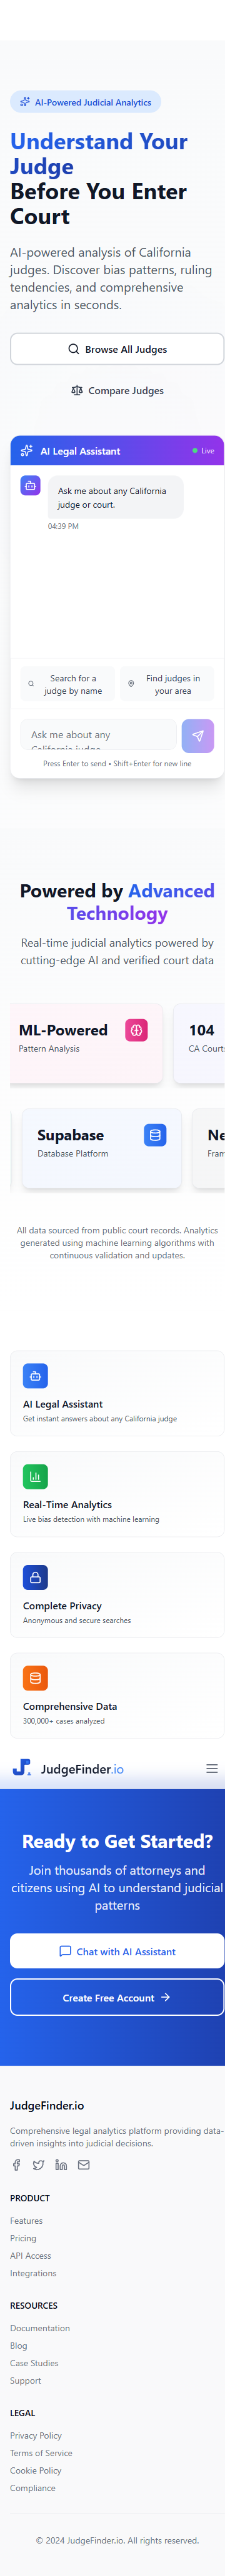 AI-Powered Judicial Analytics
Understand Your
Judge
Before You Enter
Court
AI-powered analysis of California
judges. Discover bias patterns, ruling
tendencies, and comprehensive
analytics in seconds.
Browse All Judges
Compare Judges
AI Legal Assistant
Live
Ask me about any California
judge or court.
04:39 PM
Search for a
judge by name
Find judges in
your area
Ask me about any
California judge
Press Enter to send • Shift+Enter for new line
Powered by Advanced
Technology
Real-time judicial analytics powered by
cutting-edge AI and verified court data
ML-Powered
Pattern Analysis
104
CA Courts
Supabase
Database Platform
Ne
Fram
All data sourced from public court records. Analytics
generated using machine learning algorithms with
continuous validation and updates.
AI Legal Assistant
Get instant answers about any California judge
Real-Time Analytics
Live bias detection with machine learning
Complete Privacy
Anonymous and secure searches
Comprehensive Data
300,000+ cases analyzed
JudgeFinder.io
Ready to Get Started?
Join thousands of attorneys and
citizens using AI to understand judicial
patterns
Chat with AI Assistant
Create Free Account
JudgeFinder.io
Comprehensive legal analytics platform providing data-
driven insights into judicial decisions.
PRODUCT
Features
Pricing
API Access
Integrations
RESOURCES
Documentation
Blog
Case Studies
Support
LEGAL
Privacy Policy
Terms of Service
Cookie Policy
Compliance
© 2024 JudgeFinder.io. All rights reserved.